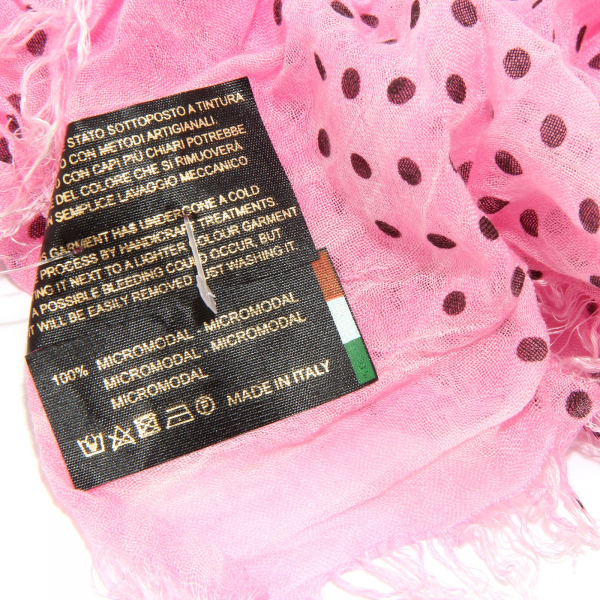 STATO SOTTOPOSTO A TINTURA
CON METODI ARTIGIANALI.
CON CAPI PIÙ CHIARI POTREBBE
DEL COLORE CHE SI RIMUOVERÀ
SEMPLICE LAVAGGIO MECCANICO
GARMENT HAS UNDERGONE A COLD
PROCESS BY HANDICRAFT TREATMENTS.
IT NEXT TO A LIGHTER COLOUR GARMENT
A POSSIBLE BLEEDING COULD OCCUR, BUT
WILL BE EASILY REMOVED JUST WASHING IT.
100% MICROMODAL - MICROMODAL
MICROMODAL - MICROMODAL
MICROMODAL
MADE IN ITALY